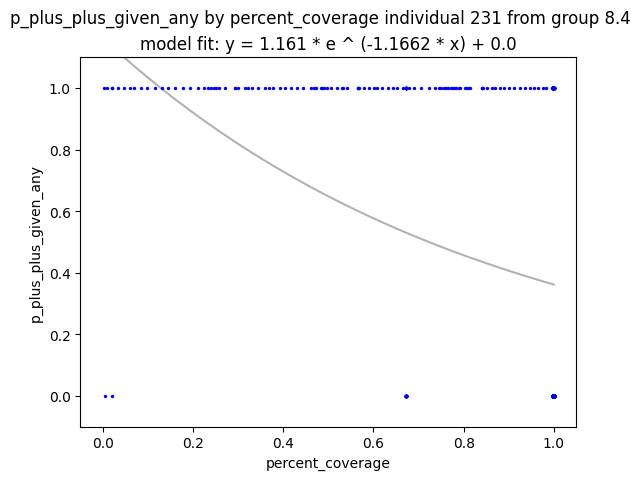 p_plus_plus_given_any by percent_coverage individual 231 from group 8.4
model fit: y = 1.161 * e ^ (-1.1662 * x) + 0.0
1.0
0.8
0.6
0.4
0.2
0.0
p_plus_plus_given_any
0.0 0.2 0.4 0.6 0.8 1.0
percent_coverage